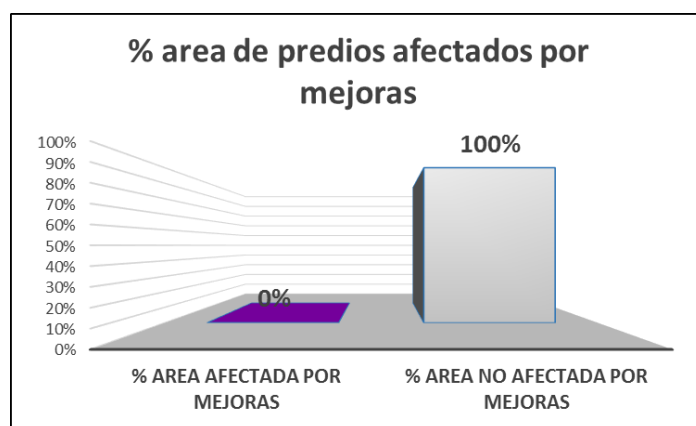 % area de predios afectados por
mejoras
100%
90%
80%
70%
60%
50%
40%
30%
20%
10%
0%
0%
100%
% AREA AFECTADA POR
MEJORAS
% AREA NO AFECTADA POR
MEJORAS